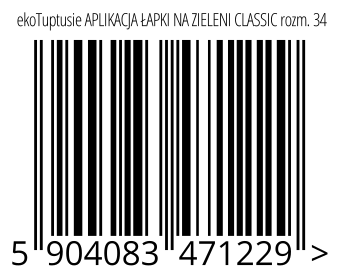 ekoTuptusie APLIKACJA ŁAPKI NA ZIELENI CLASSIC rozm. 34
5 904083 471229 >